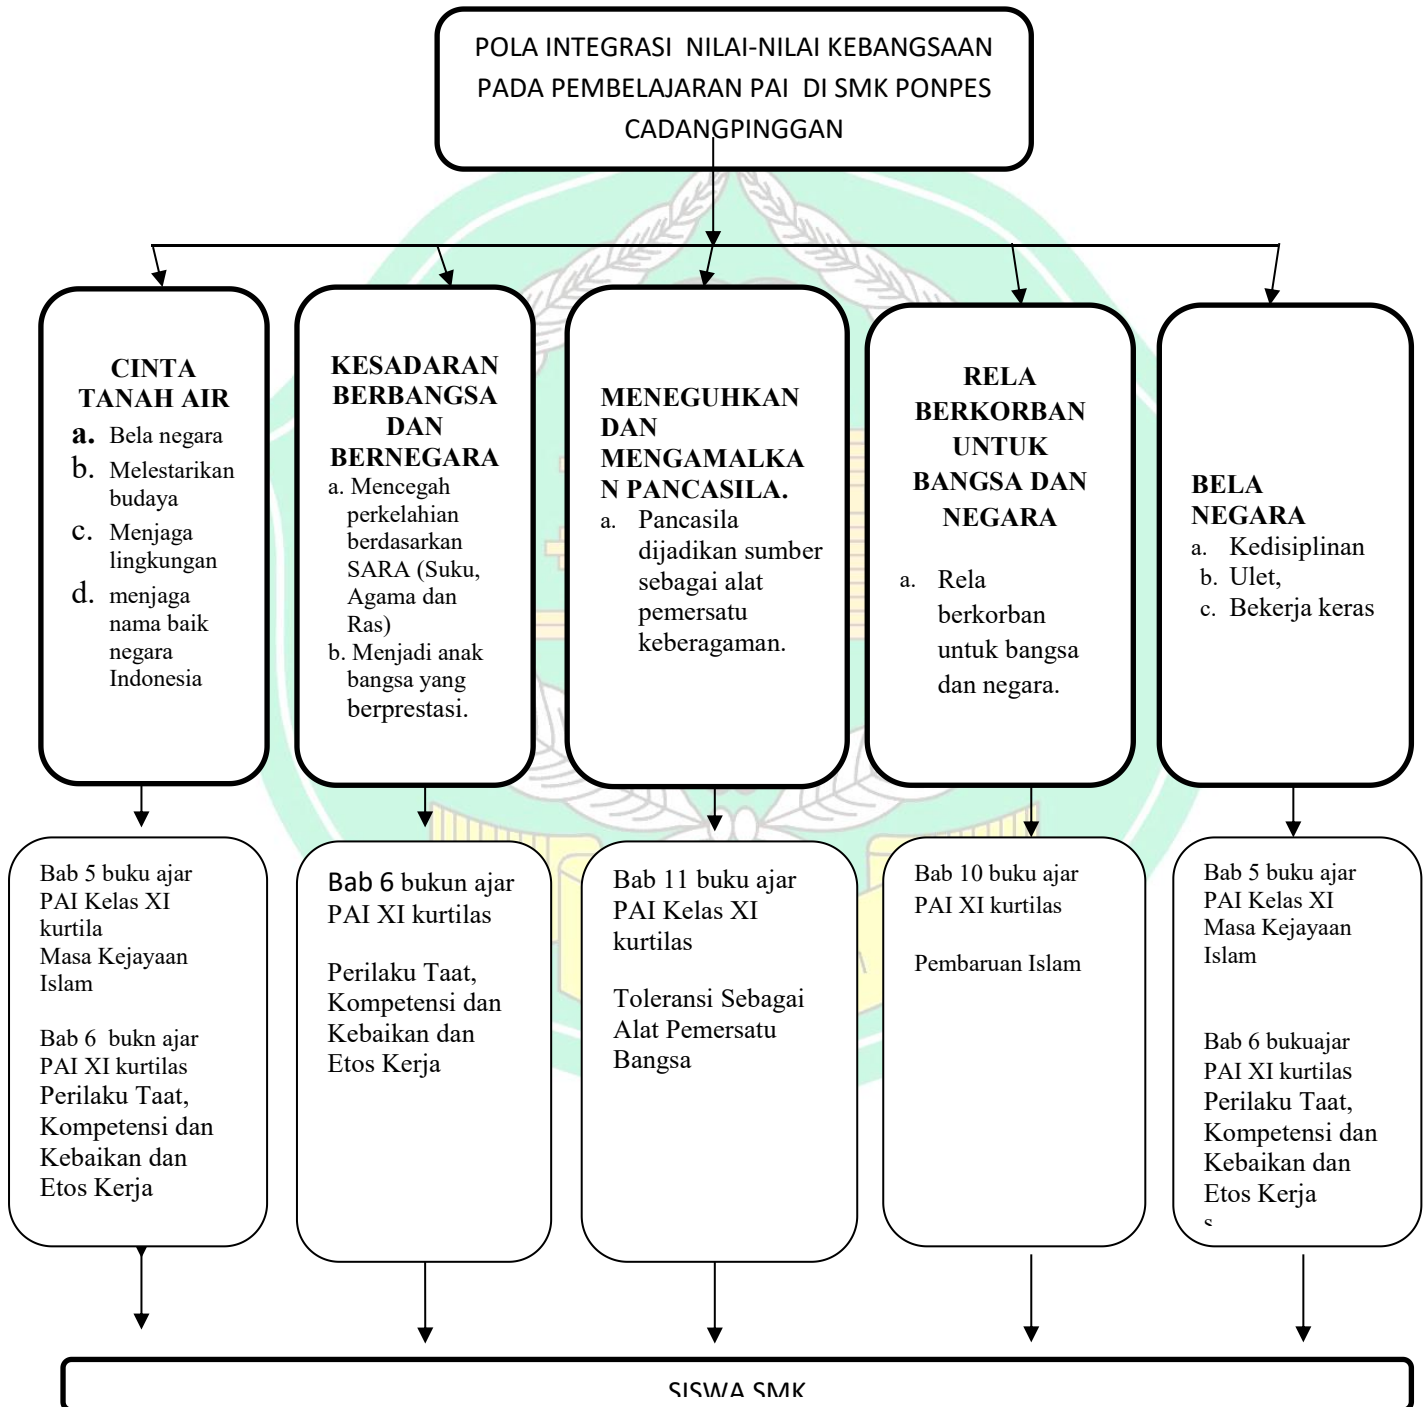 POLA INTEGRASI NILAI-NILAI KEBANGSAAN
PADA PEMBELAJARAN PAI DI SMK PONPES
CADANGPINGGAN
CINTA
TANAH AIR
a. Bela negara
b. Melestarikan
budaya
c. Menjaga
lingkungan
d. menjaga
nama baik
negara
Indonesia
KESADARAN
BERBANGSA
DAN
BERNEGARA
a. Mencegah
perkelahian
berdasarkan
SARA (Suku,
Agama dan
Ras)
b. Menjadi anak
bangsa yang
berprestasi.
MENEGUHKAN
DAN
MENGAMALKA
N PANCASILA.
a. Pancasila
dijadikan sumber
sebagai alat
pemersatu
keberagaman.
RELA
BERKORBAN
UNTUK
BANGSA DAN
NEGARA
a. Rela
berkorban
untuk bangsa
dan negara.
BELA
NEGARA
a. Kedisiplinan
b. Ulet,
c. Bekerja keras
Bab 5 buku ajar
PAI Kelas XI
kurtila
Masa Kejayaan
Islam
Bab 6 bukn ajar
PAI XI kurtilas
Perilaku Taat,
Kompetensi dan
Kebaikan dan
Etos Kerja
Bab 6 bukun ajar
PAI XI kurtilas
Perilaku Taat,
Kompetensi dan
Kebaikan dan
Etos Kerja
Bab 11 buku ajar
PAI Kelas XI
kurtilas
Toleransi Sebagai
Alat Pemersatu
Bangsa
Bab 10 buku ajar
PAI XI kurtilas
Pembaruan Islam
Bab 5 buku ajar
PAI Kelas XI
Masa Kejayaan
Islam
Bab 6 bukuajar
PAI XI kurtilas
Perilaku Taat,
Kompetensi dan
Kebaikan dan
Etos Kerja
s
SISWA SMK